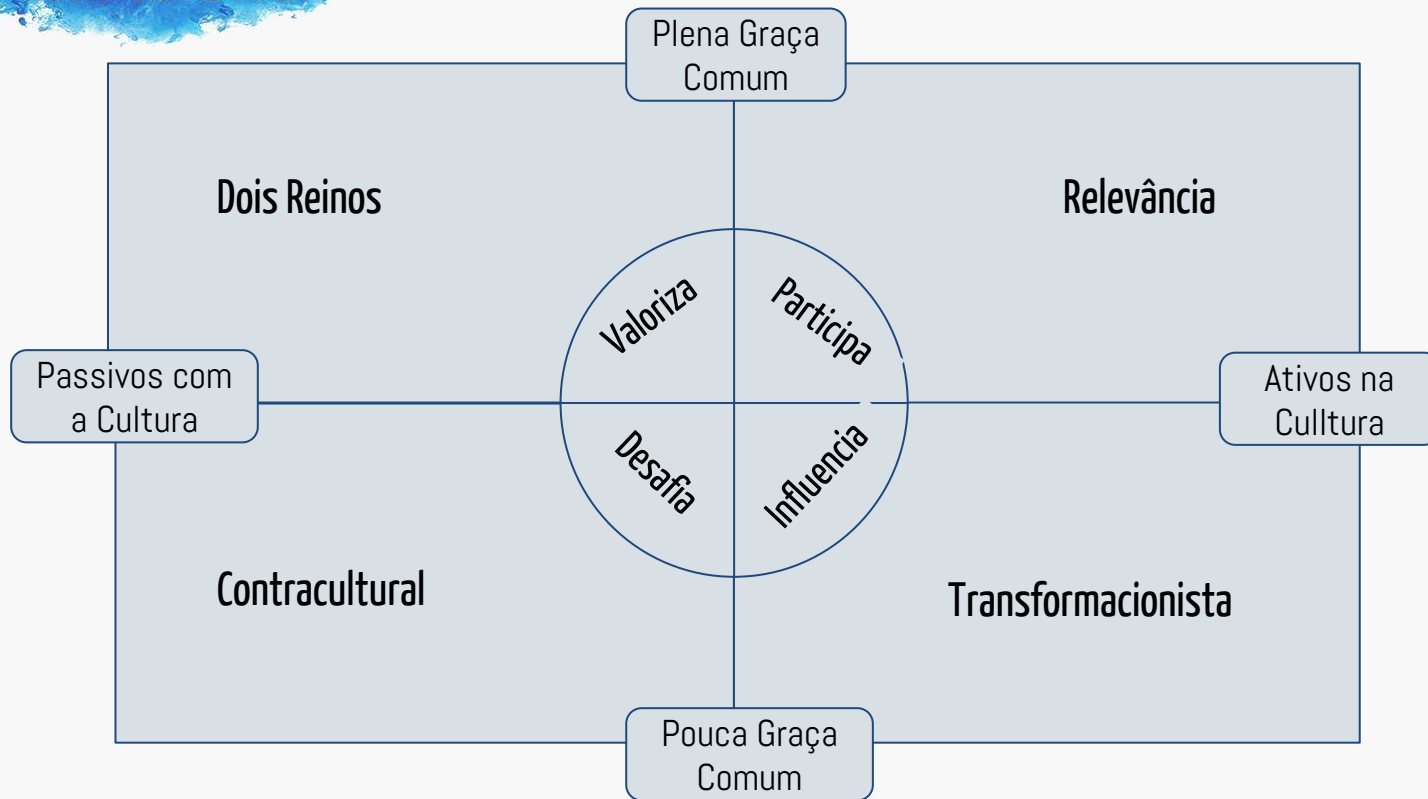 Plena Graça
Comum
Dois Reinos
Relevância
Valoriza
Participa
Passivos com
a Cultura
Ativos na
Culltura
Desafia
Influencia
Contracultural
Transformacionista
Pouca Graça
Comum